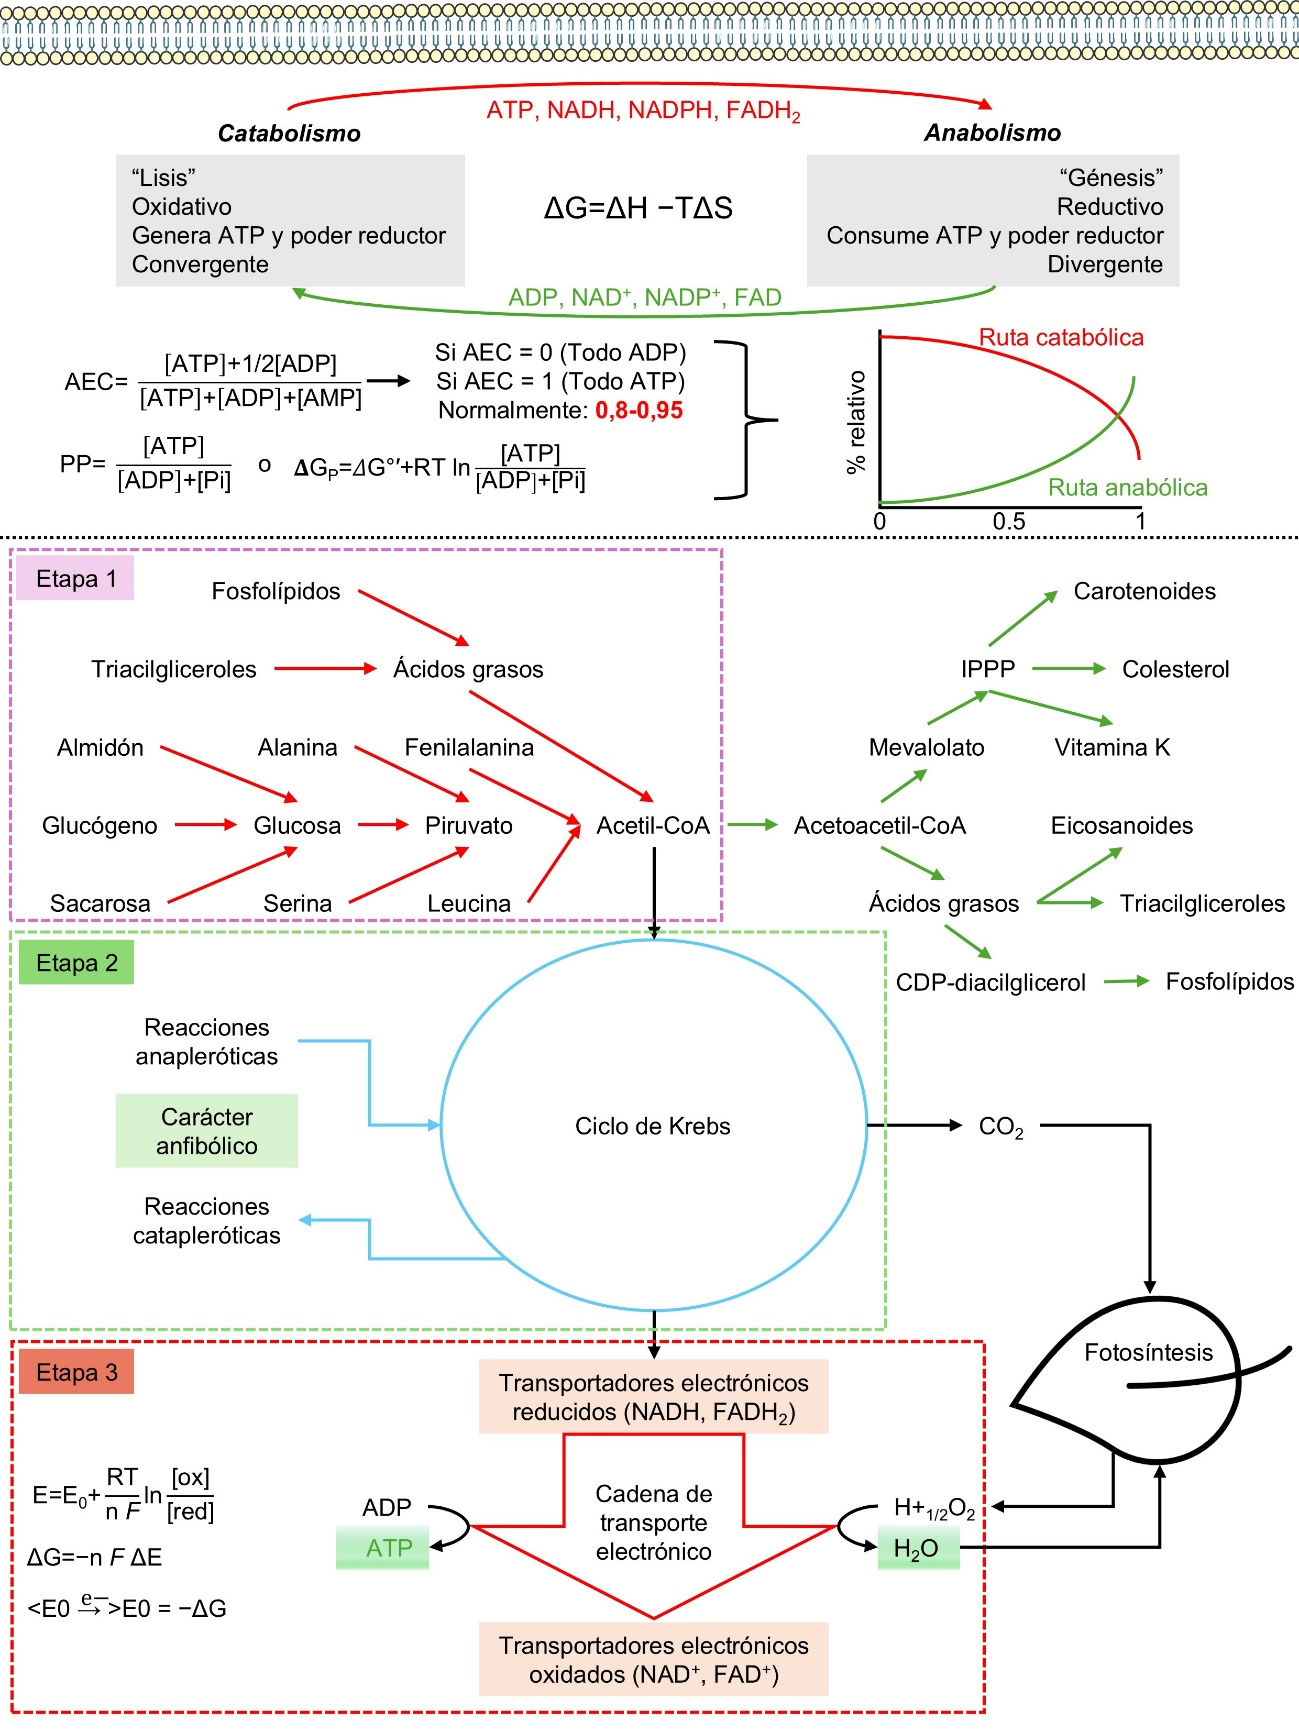 ATP, NADH, NADPH, FADH₂
Catabolismo
Anabolismo
“Lisis”
Oxidativo
Genera ATP y poder reductor
Convergente
ΔG=ΔH −TΔS
“Génesis”
Reductivo
Consume ATP y poder reductor
Divergente
ADP, NAD⁺, NADP⁺, FAD
AEC= [ATP]+1/2[ADP] / [ATP]+[ADP]+[AMP]
Si AEC = 0 (Todo ADP)
Si AEC = 1 (Todo ATP)
Normalmente: 0,8-0,95
PP= [ATP] / [ADP]+[Pi] o ΔG_P=ΔG°′+RT ln [ATP] / [ADP]+[Pi]
% relativo
Ruta catabólica
Ruta anabólica
0 0.5 1
Etapa 1
Fosfolípidos
Carotenoides
Triacilgliceroles
Ácidos grasos
IPPP
Colesterol
Almidón
Alanina
Fenilalanina
Mevalolato
Vitamina K
Glucógeno
Glucosa
Piruvato
Acetil-CoA
Acetoacetil-CoA
Eicosanoides
Sacarosa
Serina
Leucina
Ácidos grasos
Triacilgliceroles
CDP-diacilglicerol
Fosfolípidos
Etapa 2
Reacciones
anapleróticas
Carácter
anfibólico
Reacciones
catapleróticas
Ciclo de Krebs
CO₂
Fotosíntesis
Etapa 3
Transportadores electrónicos
reducidos (NADH, FADH₂)
E=E₀+ RT / n F ln [ox] / [red]
ΔG=−n F ΔE
<E0 e− → >E0 = −ΔG
ADP
ATP
Cadena de
transporte
electrónico
H+₁/₂O₂
H₂O
Transportadores electrónicos
oxidados (NAD⁺, FAD⁺)